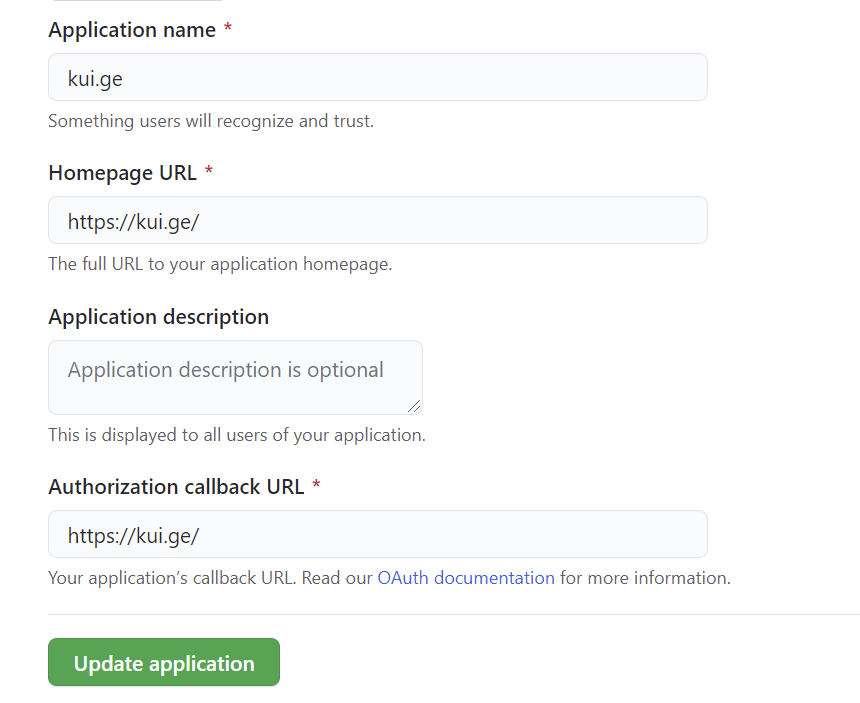 Application name *
kui.ge
Something users will recognize and trust.
Homepage URL *
https://kui.ge/
The full URL to your application homepage.
Application description
Application description is optional
This is displayed to all users of your application.
Authorization callback URL *
https://kui.ge/
Your application’s callback URL. Read our OAuth documentation for more information.
Update application